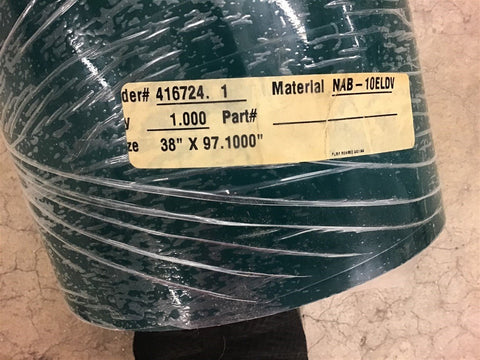 der# 416724. 1 Material NAB-10ELDV
y 1.000 Part#
ze 38" X 97.1000"